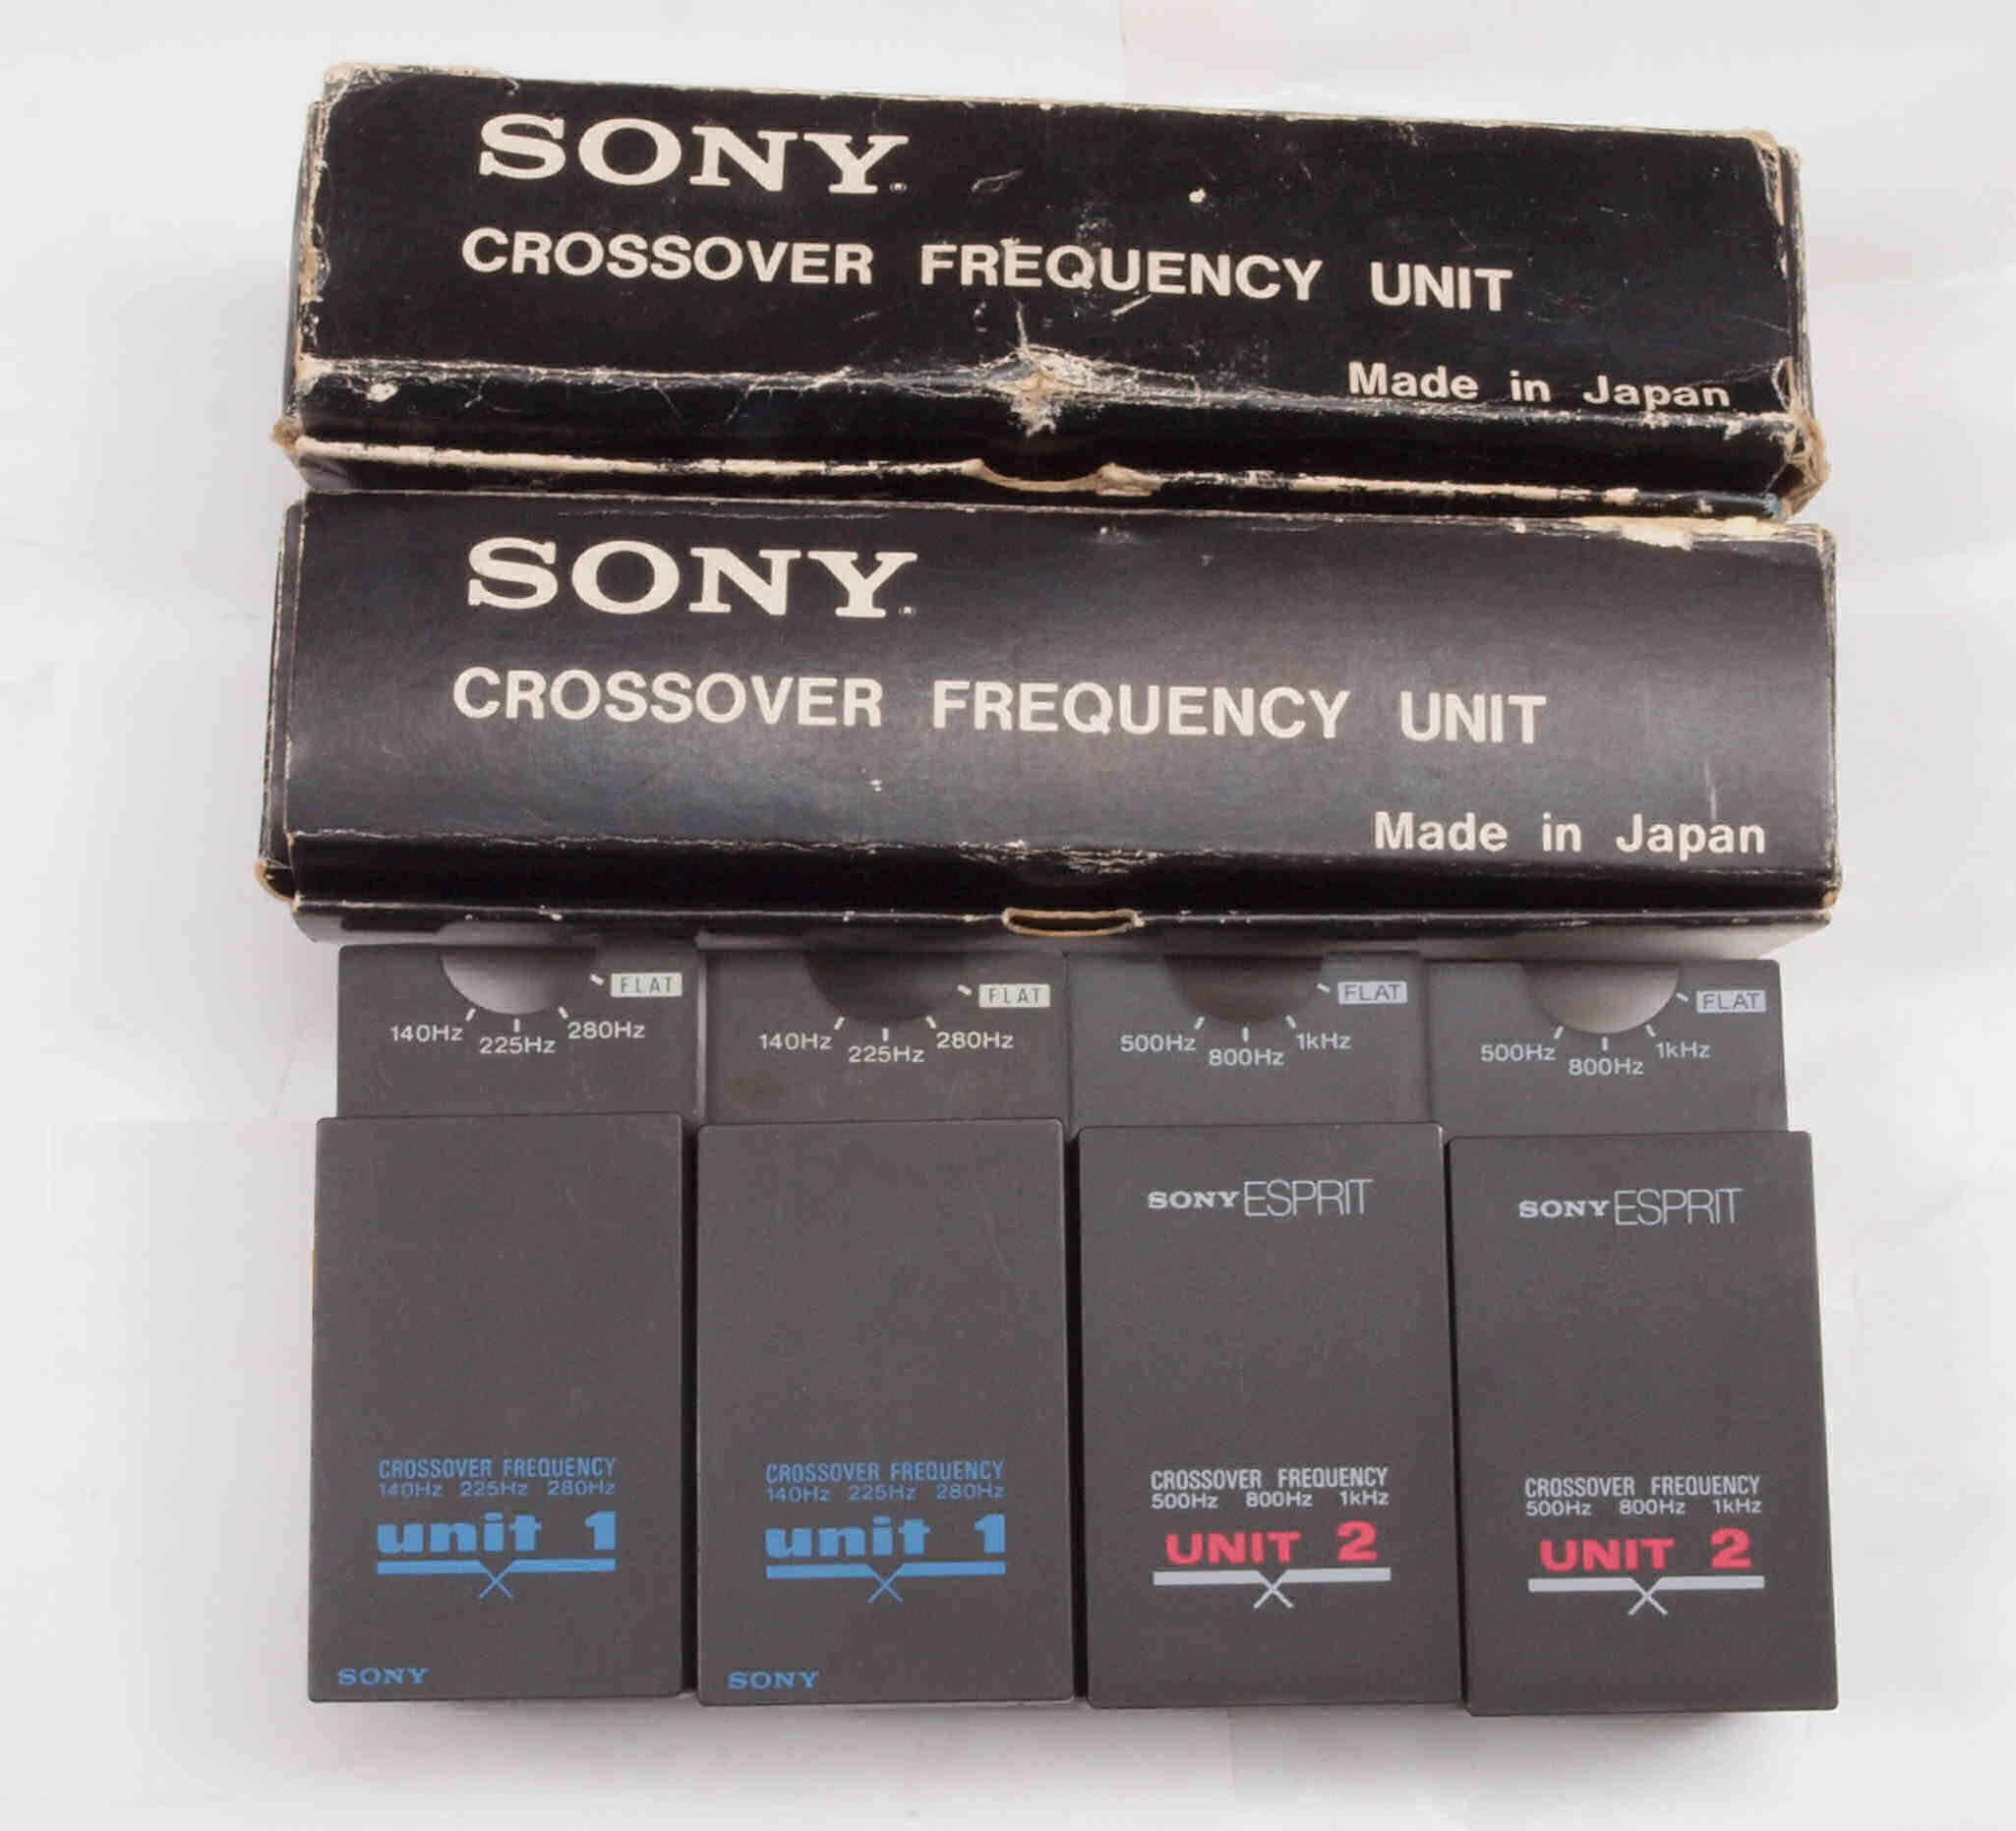 SONY
CROSSOVER FREQUENCY UNIT
Made in Japan
SONY
CROSSOVER FREQUENCY UNIT
Made in Japan
FLAT
140Hz 225Hz 280Hz
FLAT
140Hz 225Hz 280Hz
FLAT
500Hz 800Hz 1kHz
FLAT
500Hz 800Hz 1kHz
CROSSOVER FREQUENCY
140Hz 225Hz 280Hz
unit 1
SONY
CROSSOVER FREQUENCY
140Hz 225Hz 280Hz
unit 1
SONY
SONY ESPRIT
CROSSOVER FREQUENCY
500Hz 800Hz 1kHz
UNIT 2
SONY ESPRIT
CROSSOVER FREQUENCY
500Hz 800Hz 1kHz
UNIT 2